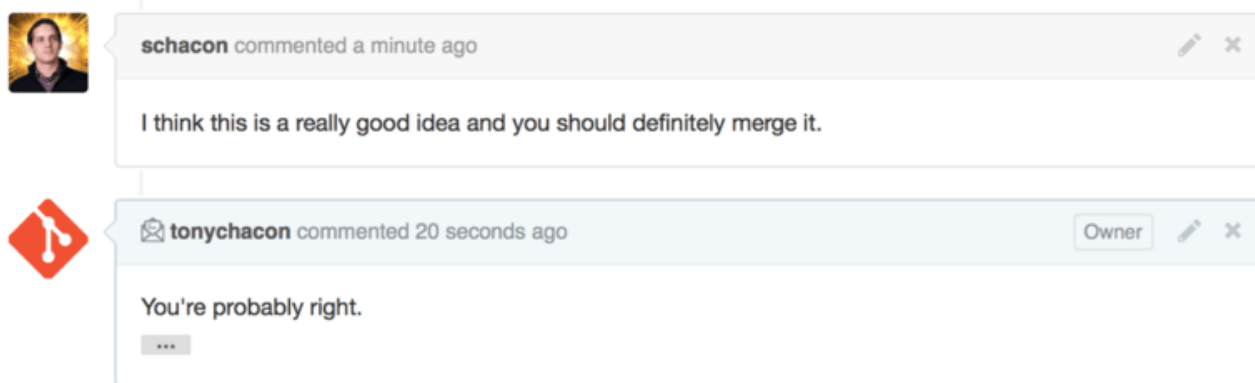 schacon commented a minute ago
I think this is a really good idea and you should definitely merge it.
tonychacon commented 20 seconds ago Owner
You're probably right.
...